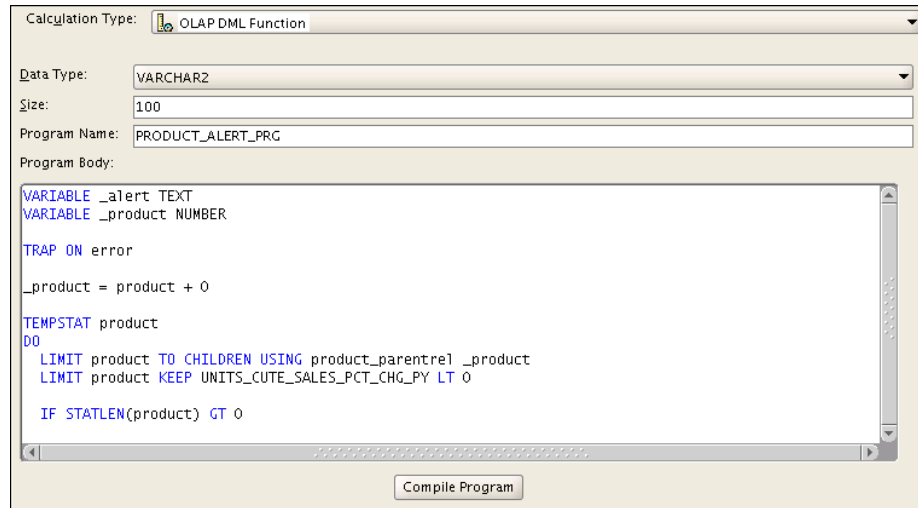 Calculation Type: OLAP DML Function
Data Type: VARCHAR2
Size: 100
Program Name: PRODUCT_ALERT_PRG
Program Body:
VARIABLE _alert TEXT
VARIABLE _product NUMBER
TRAP ON error
_product = product + 0
TEMPSTAT product
DO
LIMIT product TO CHILDREN USING product_parentrel _product
LIMIT product KEEP UNITS_CUTE_SALES_PCT_CHG_PY LT 0
IF STATLEN(product) GT 0
Compile Program